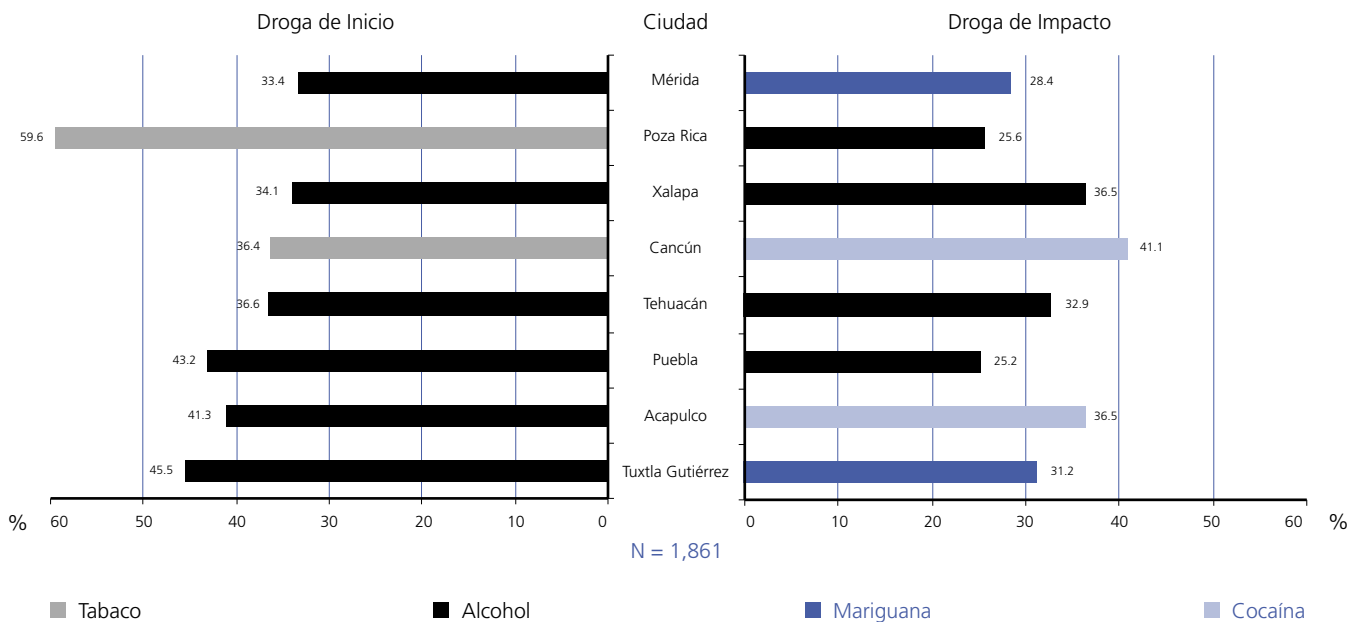 Droga de Inicio Ciudad Droga de Impacto
33.4 Mérida 28.4
59.6 Poza Rica 25.6
34.1 Xalapa 36.5
36.4 Cancún 41.1
36.6 Tehuacán 32.9
43.2 Puebla 25.2
41.3 Acapulco 36.5
45.5 Tuxtla Gutiérrez 31.2
% 60 50 40 30 20 10 0 0 10 20 30 40 50 60 %
N = 1,861
Tabaco Alcohol Mariguana Cocaína